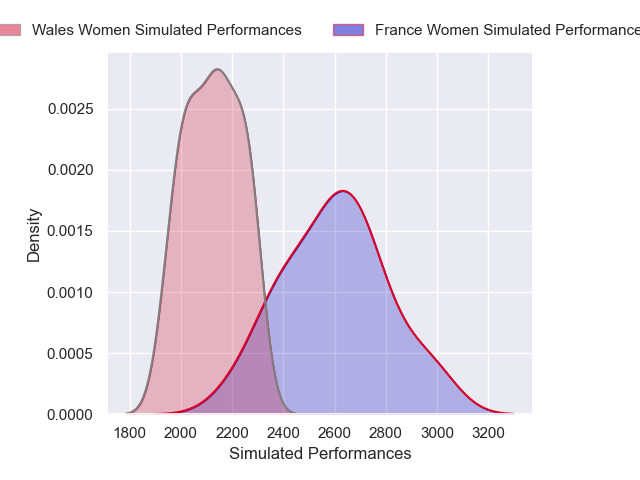 Wales Women Simulated Performances France Women Simulated Performance
0.0025
0.0020
0.0015
0.0010
0.0005
0.0000
Density
1800 2000 2200 2400 2600 2800 3000 3200
Simulated Performances